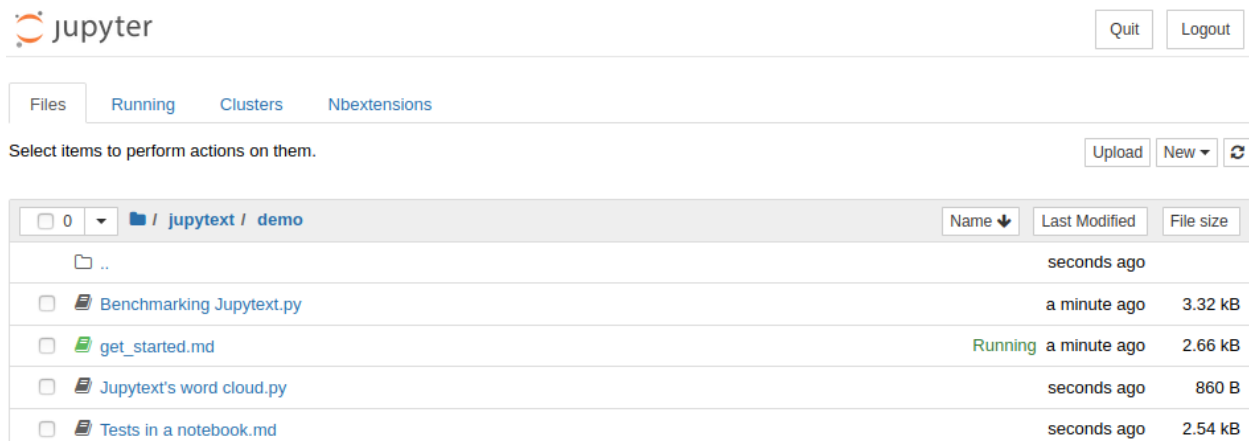 jupyter Quit Logout
Files Running Clusters Nbextensions
Select items to perform actions on them. Upload New
0 / jupytext / demo Name Last Modified File size
.. seconds ago
Benchmarking Jupytext.py a minute ago 3.32 kB
get_started.md Running a minute ago 2.66 kB
Jupytext's word cloud.py seconds ago 860 B
Tests in a notebook.md seconds ago 2.54 kB